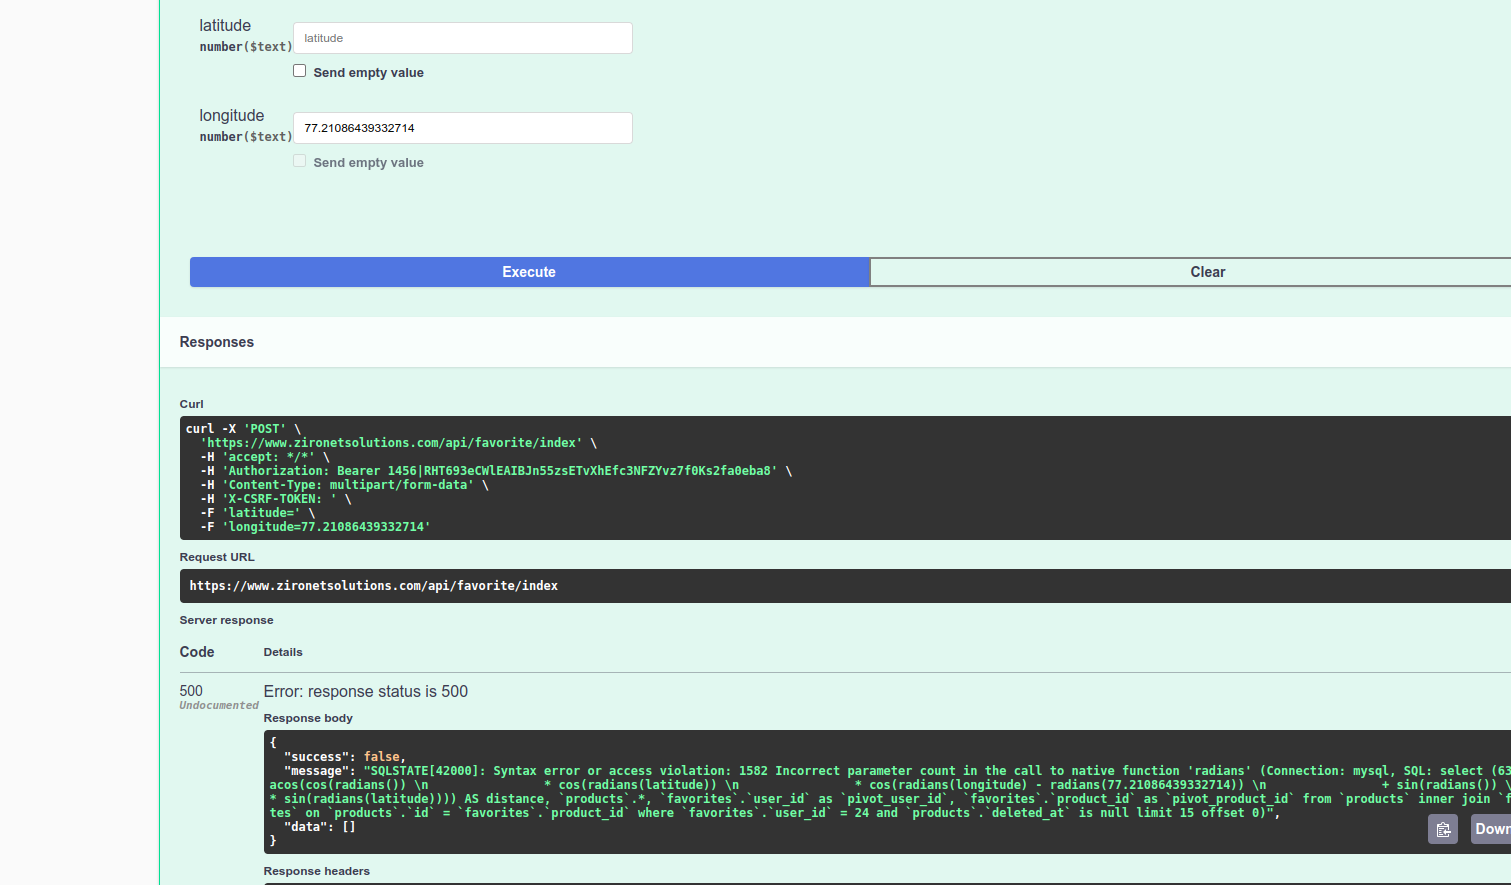 latitude
number($text)
latitude
Send empty value
longitude
number($text)
77.21086439332714
Send empty value
Execute
Clear
Responses
Curl
curl -X 'POST' \
'https://www.zironetsolutions.com/api/favorite/index' \
-H 'accept: */*' \
-H 'Authorization: Bearer 1456|RHT693eCWlEAIBJn55zsETvXhEfc3NFZYvz7f0Ks2fa0eba8' \
-H 'Content-Type: multipart/form-data' \
-H 'X-CSRF-TOKEN: ' \
-F 'latitude=' \
-F 'longitude=77.21086439332714'
Request URL
https://www.zironetsolutions.com/api/favorite/index
Server response
Code
Details
500
Undocumented
Error: response status is 500
Response body
{
"success": false,
"message": "SQLSTATE[42000]: Syntax error or access violation: 1582 Incorrect parameter count in the call to native function 'radians' (Connection: mysql, SQL: select (63
acos(cos(radians()) \n * cos(radians(latitude)) \n * cos(radians(longitude) - radians(77.21086439332714)) \n + sin(radians()) \
* sin(radians(latitude)))) AS distance, `products`.*, `favorites`.`user_id` as `pivot_user_id`, `favorites`.`product_id` as `pivot_product_id` from `products` inner join `f
tes` on `products`.`id` = `favorites`.`product_id` where `favorites`.`user_id` = 24 and `products`.`deleted_at` is null limit 15 offset 0)",
"data": []
}
Down
Response headers